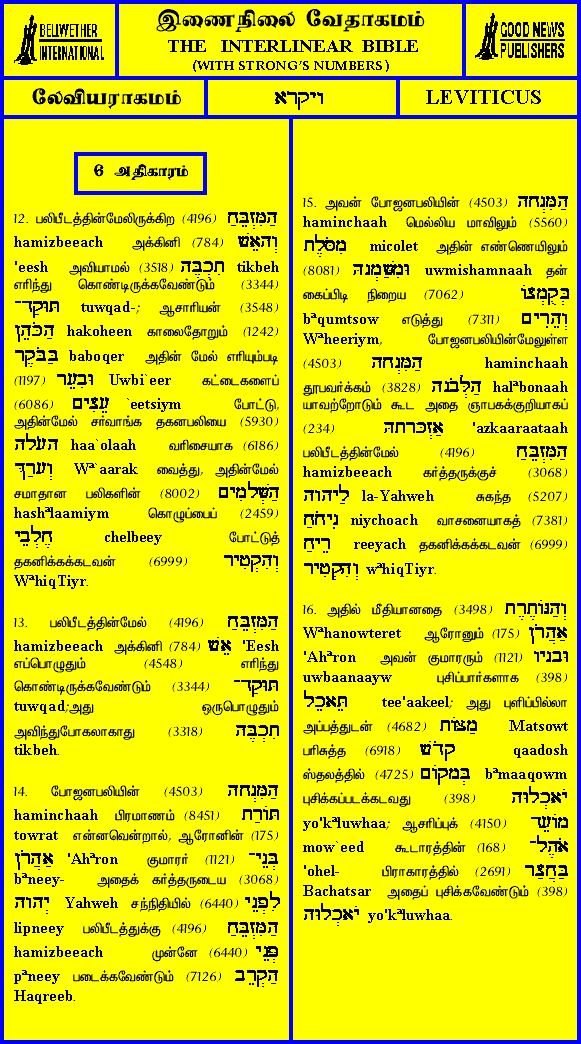 BELLWETHER
INTERNATIONAL
இணைநிலை வேதாகமம்
THE INTERLINEAR BIBLE
(WITH STRONG'S NUMBERS)
GOOD NEWS
PUBLISHERS
லேவியராகமம்
ויקרא
LEVITICUS
6 அதிகாரம்
12. பலிபீடத்தின்மேலிருக்கிற (4196) הַמִּזְבֵּחַ
hamizbeeach அக்கினி (784) וְהָאֵשׁ
'eesh அவியாமல் (3518) תִכְבֶּה tikbeh
எரிந்து கொண்டிருக்கவேண்டும் (3344)
תּוּקַד־ tuwqad-; ஆசாரியன் (3548)
הַכֹּהֵן hakoheen காலைதோறும் (1242)
בַּבֹּקֶר baboqer அதின் மேல் எரியும்படி
(1197) וּבִעֵר Uwbi`eer கட்டைகளைப்
(6086) עֵצִים `eetsiym போட்டு,
அதின்மேல் சர்வாங்க தகனபலியை (5930)
הָעֹלָה haa`olaah வரிசையாக (6186)
וְעָרַךְ Wª`aarak வைத்து, அதின்மேல்
சமாதான பலிகளின் (8002) הַשְּׁלָמִים
hashªlaamiym கொழுப்பைப் (2459)
חֶלְבֵי chelbeey போட்டுத்
தகனிக்கக்கடவன் (6999) וְהִקְטִיר
WªhiqTiyr.
13. பலிபீடத்தின்மேல் (4196) הַמִּזְבֵּחַ
hamizbeeach அக்கினி (784) אֵשׁ 'Eesh
எப்பொழுதும் (4548) எரிந்து
கொண்டிருக்கவேண்டும் (3344) תּוּקַד־
tuwqad;அது ஒருபொழுதும்
அவிந்துபோகலாகாது (3318) תִכְבֶּה
tikbeh.
14. போஜனபலியின் (4503) הַמִּנְחָה
haminchaah பிரமாணம் (8451) תּוֹרַת
towrat என்னவென்றால், ஆரோனின் (175)
אַהֲרֹן 'Ahªron குமாரர் (1121) בְּנֵי־
bªneey- அதைக் கர்த்தருடைய (3068)
יְהוָה Yahweh சந்நிதியில் (6440) לִפְנֵי
lipneey பலிபீடத்துக்கு (4196) הַמִּזְבֵּחַ
hamizbeeach முன்னே (6440) פְּנֵי
pªneey படைக்கவேண்டும் (7126) הַקְרֵב
Haqreeb.
15. அவன் போஜனபலியின் (4503) הַמִּנְחָה
haminchaah மெல்லிய மாவிலும் (5560)
מִסֹּלֶת micolet அதின் எண்ணெயிலும்
(8081) וּמִשַּׁמְנָהּ uwmishamnaah தன்
கைப்பிடி நிறைய (7062) בְּקֻמְצוֹ
bªqumtsow எடுத்து (7311) וְהֵרִים
Wªheeriym, போஜனபலியின்மேலுள்ள
(4503) הַמִּנְחָה haminchaah
தூபவர்க்கம் (3828) הַלְּבֹנָה halªbonaah
யாவற்றோடும் கூட அதை ஞாபகக்குறியாகப்
(234) אַזְכָּרָתָהּ 'azkaaraataah
பலிபீடத்தின்மேல் (4196) הַמִּזְבֵּחַ
hamizbeeach கர்த்தருக்குச் (3068)
לַיהוָה la-Yahweh சுகந்த (5207)
נִיחֹחַ niychoach வாசனையாகத் (7381)
רֵיחַ reeyach தகனிக்கக்கடவன் (6999)
וְהִקְטִיר wªhiqTiyr.
16. அதில் மீதியானதை (3498) וְהַנּוֹתֶרֶת
Wªhanowteret ஆரோனும் (175) אַהֲרֹן
'Ahªron அவன் குமாரரும் (1121) וּבָנָיו
uwbaanaayw புசிப்பார்களாக (398)
תֵּאָכֵל tee'aakeel; அது புளிப்பில்லா
அப்பத்துடன் (4682) מַצּוֹת Matsowt
பரிசுத்த (6918) קָדֹשׁ qaadosh
ஸ்தலத்தில் (4725) בְּמָקוֹם bªmaaqowm
புசிக்கப்படக்கடவது (398) יֹאכְלוּהָ
yo'kªluwhaa; ஆசரிப்புக் (4150) מוֹעֵד־
mow`eed கூடாரத்தின் (168) אֹהֶל־
'ohel- பிராகாரத்தில் (2691) בַּחֲצַר
Bachatsar அதைப் புசிக்கவேண்டும் (398)
יֹאכְלוּהָ yo'kªluwhaa.